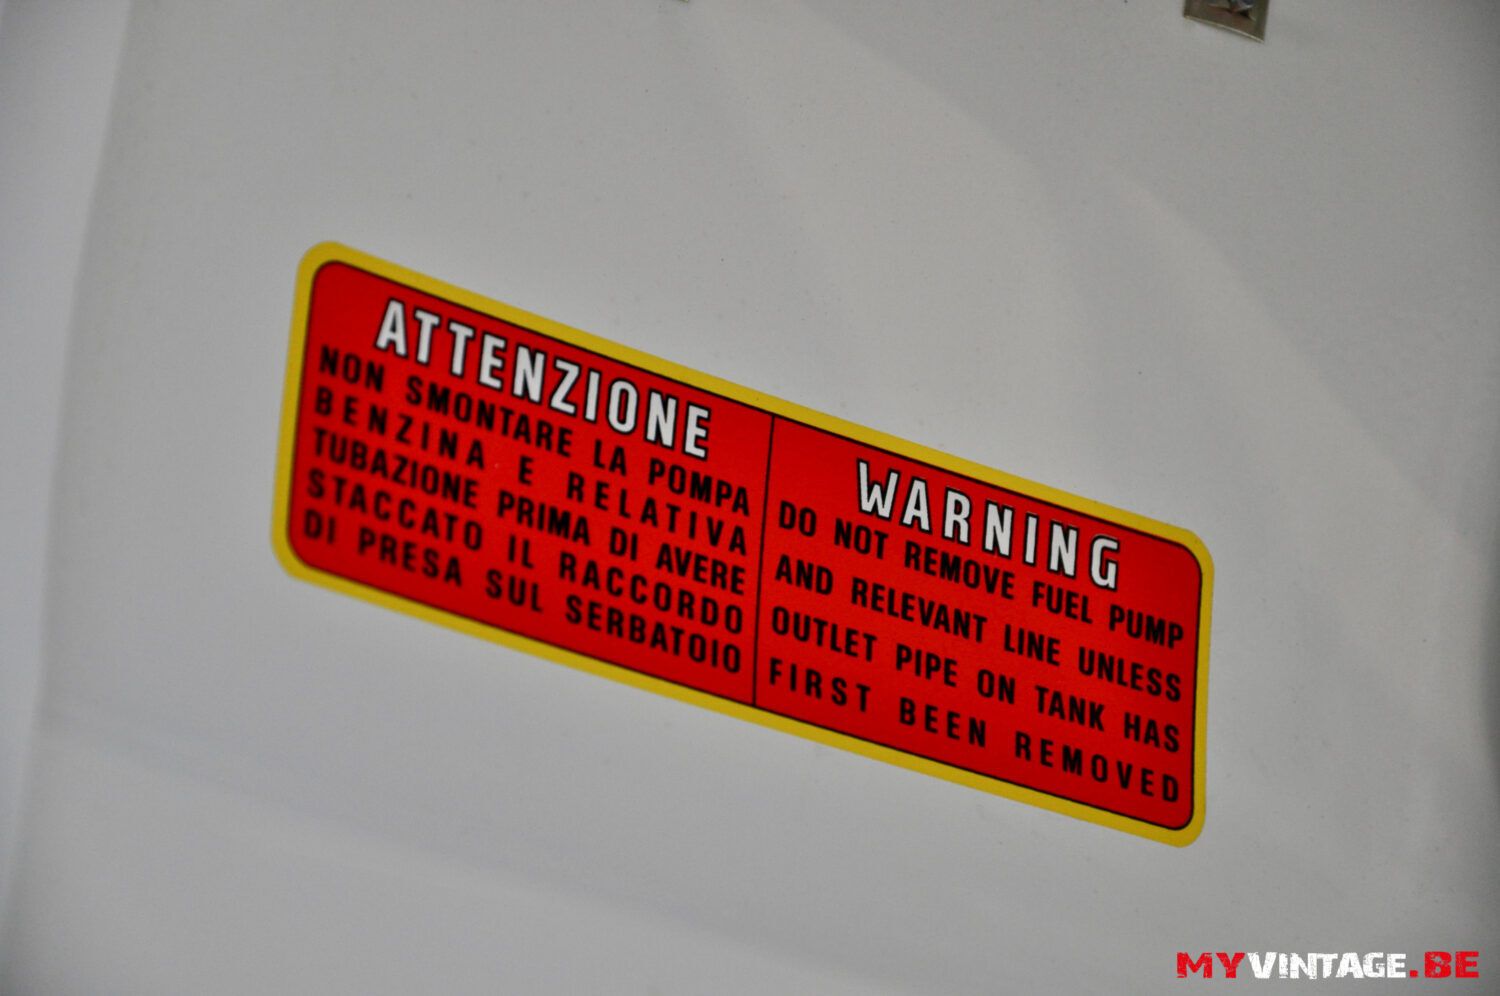 ATTENZIONE
NON SMONTARE LA POMPA
BENZINA E RELATIVA
TUBAZIONE PRIMA DI AVERE
STACCATO IL RACCORDO
DI PRESA SUL SERBATOIO
WARNING
DO NOT REMOVE FUEL PUMP
AND RELEVANT LINE UNLESS
OUTLET PIPE ON TANK HAS
FIRST BEEN REMOVED
MYVINTAGE.BE